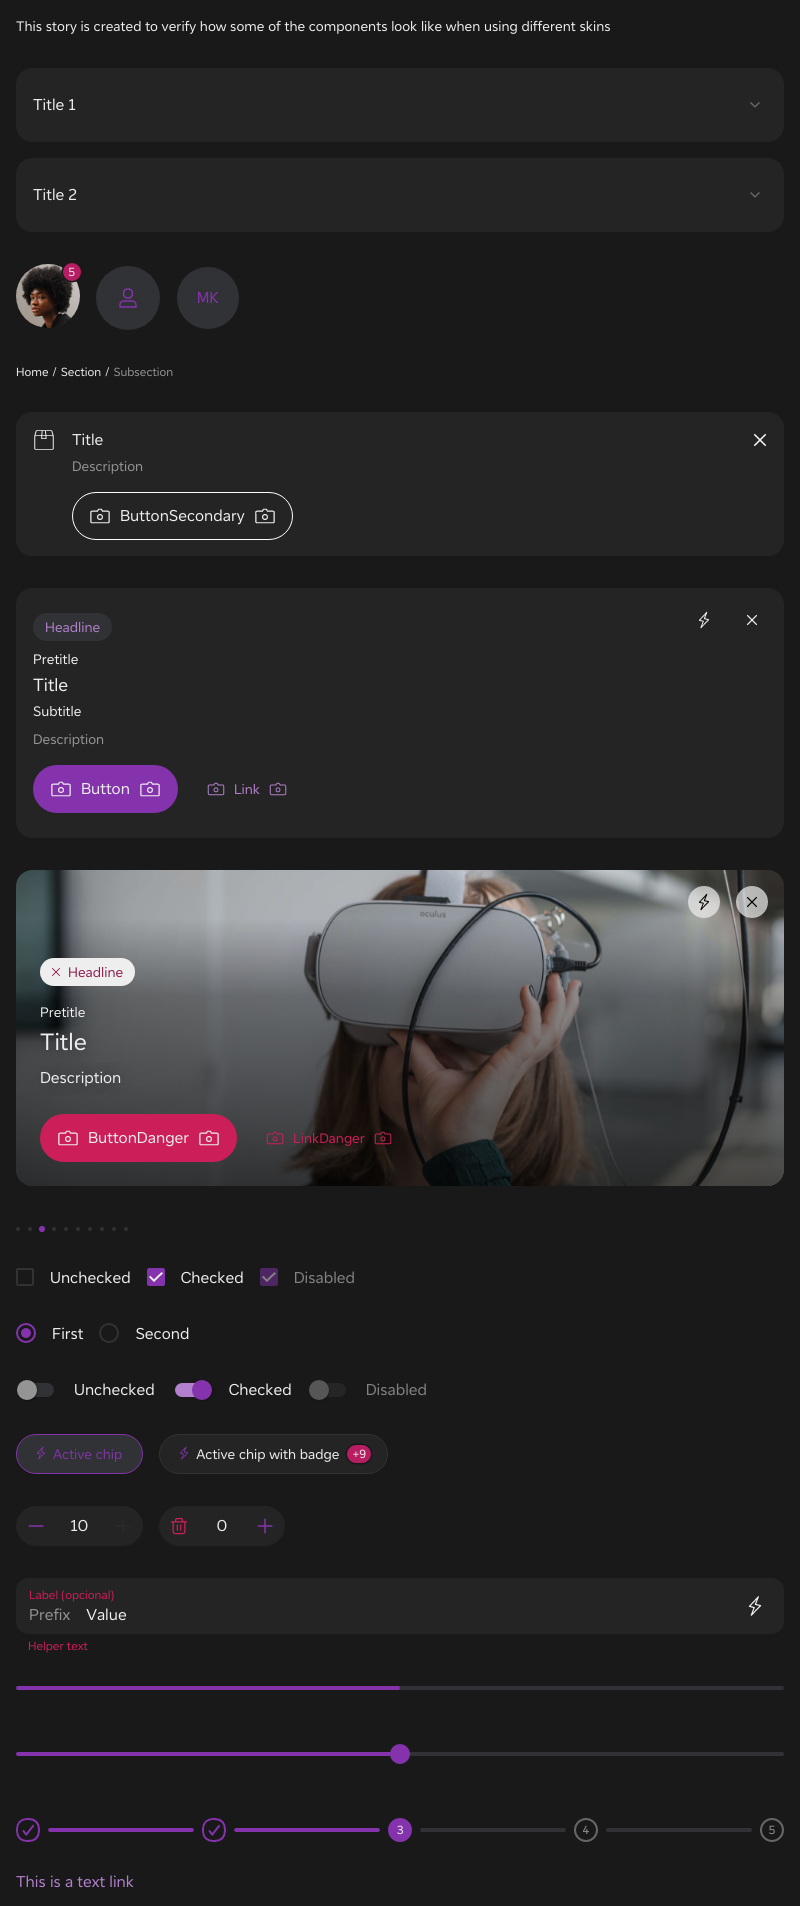 This story is created to verify how some of the components look like when using different skins
Title 1
Title 2
5
MK
Home / Section / Subsection
Title
Description
ButtonSecondary
Headline
Pretitle
Title
Subtitle
Description
Button
Link
oculus
Headline
Pretitle
Title
Description
ButtonDanger
LinkDanger
Unchecked
Checked
Disabled
First
Second
Unchecked
Checked
Disabled
Active chip
Active chip with badge +9
10
0
Label (opcional)
Prefix Value
Helper text
3
4
5
This is a text link